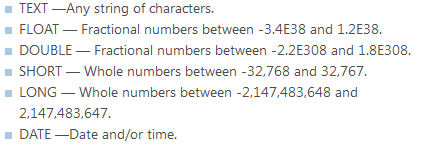 TEXT —Any string of characters.
FLOAT — Fractional numbers between -3.4E38 and 1.2E38.
DOUBLE — Fractional numbers between -2.2E308 and 1.8E308.
SHORT — Whole numbers between -32,768 and 32,767.
LONG — Whole numbers between -2,147,483,648 and
2,147,483,647.
DATE —Date and/or time.